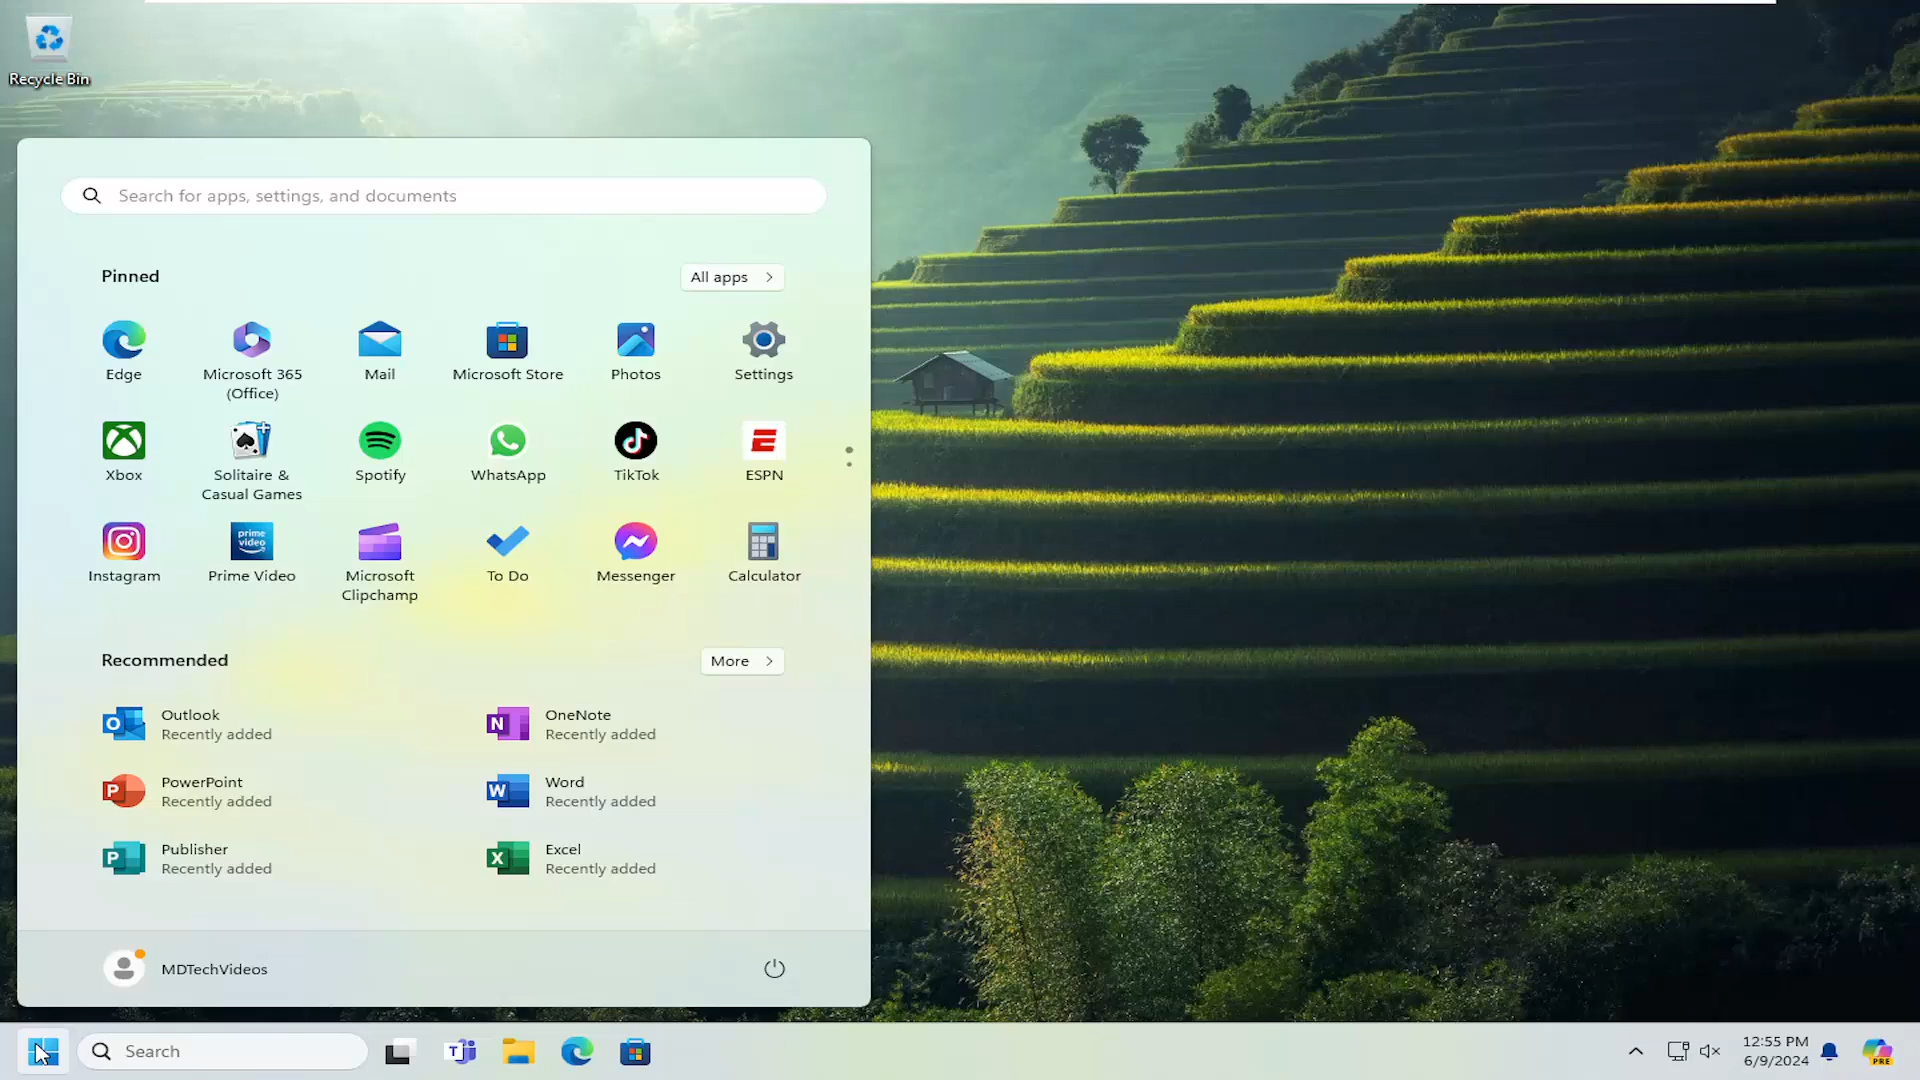 Recycle Bin
Search for apps, settings, and documents
Pinned
All apps
Edge
Microsoft 365
(Office)
Mail
Microsoft Store
Photos
Settings
Xbox
Solitaire &
Casual Games
Spotify
WhatsApp
TikTok
ESPN
prime
video
Instagram
Prime Video
Microsoft
Clipchamp
To Do
Messenger
Calculator
Recommended
More
Outlook
Recently added
OneNote
Recently added
PowerPoint
Recently added
Word
Recently added
Publisher
Recently added
Excel
Recently added
MDTechVideos
Search
12:55 PM
6/9/2024
PRE